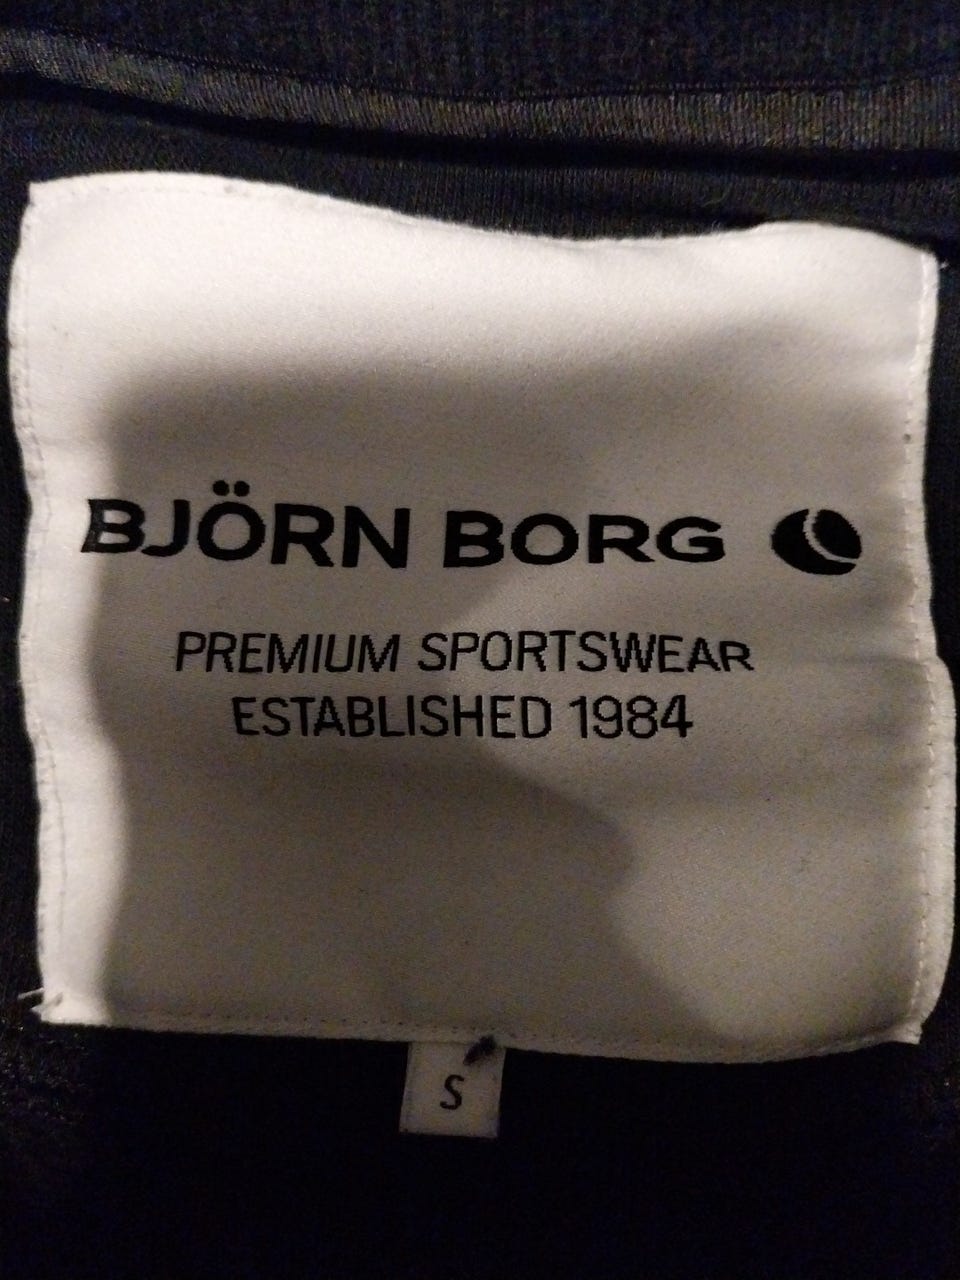 BJÖRN BORG
PREMIUM SPORTSWEAR
ESTABLISHED 1984
S